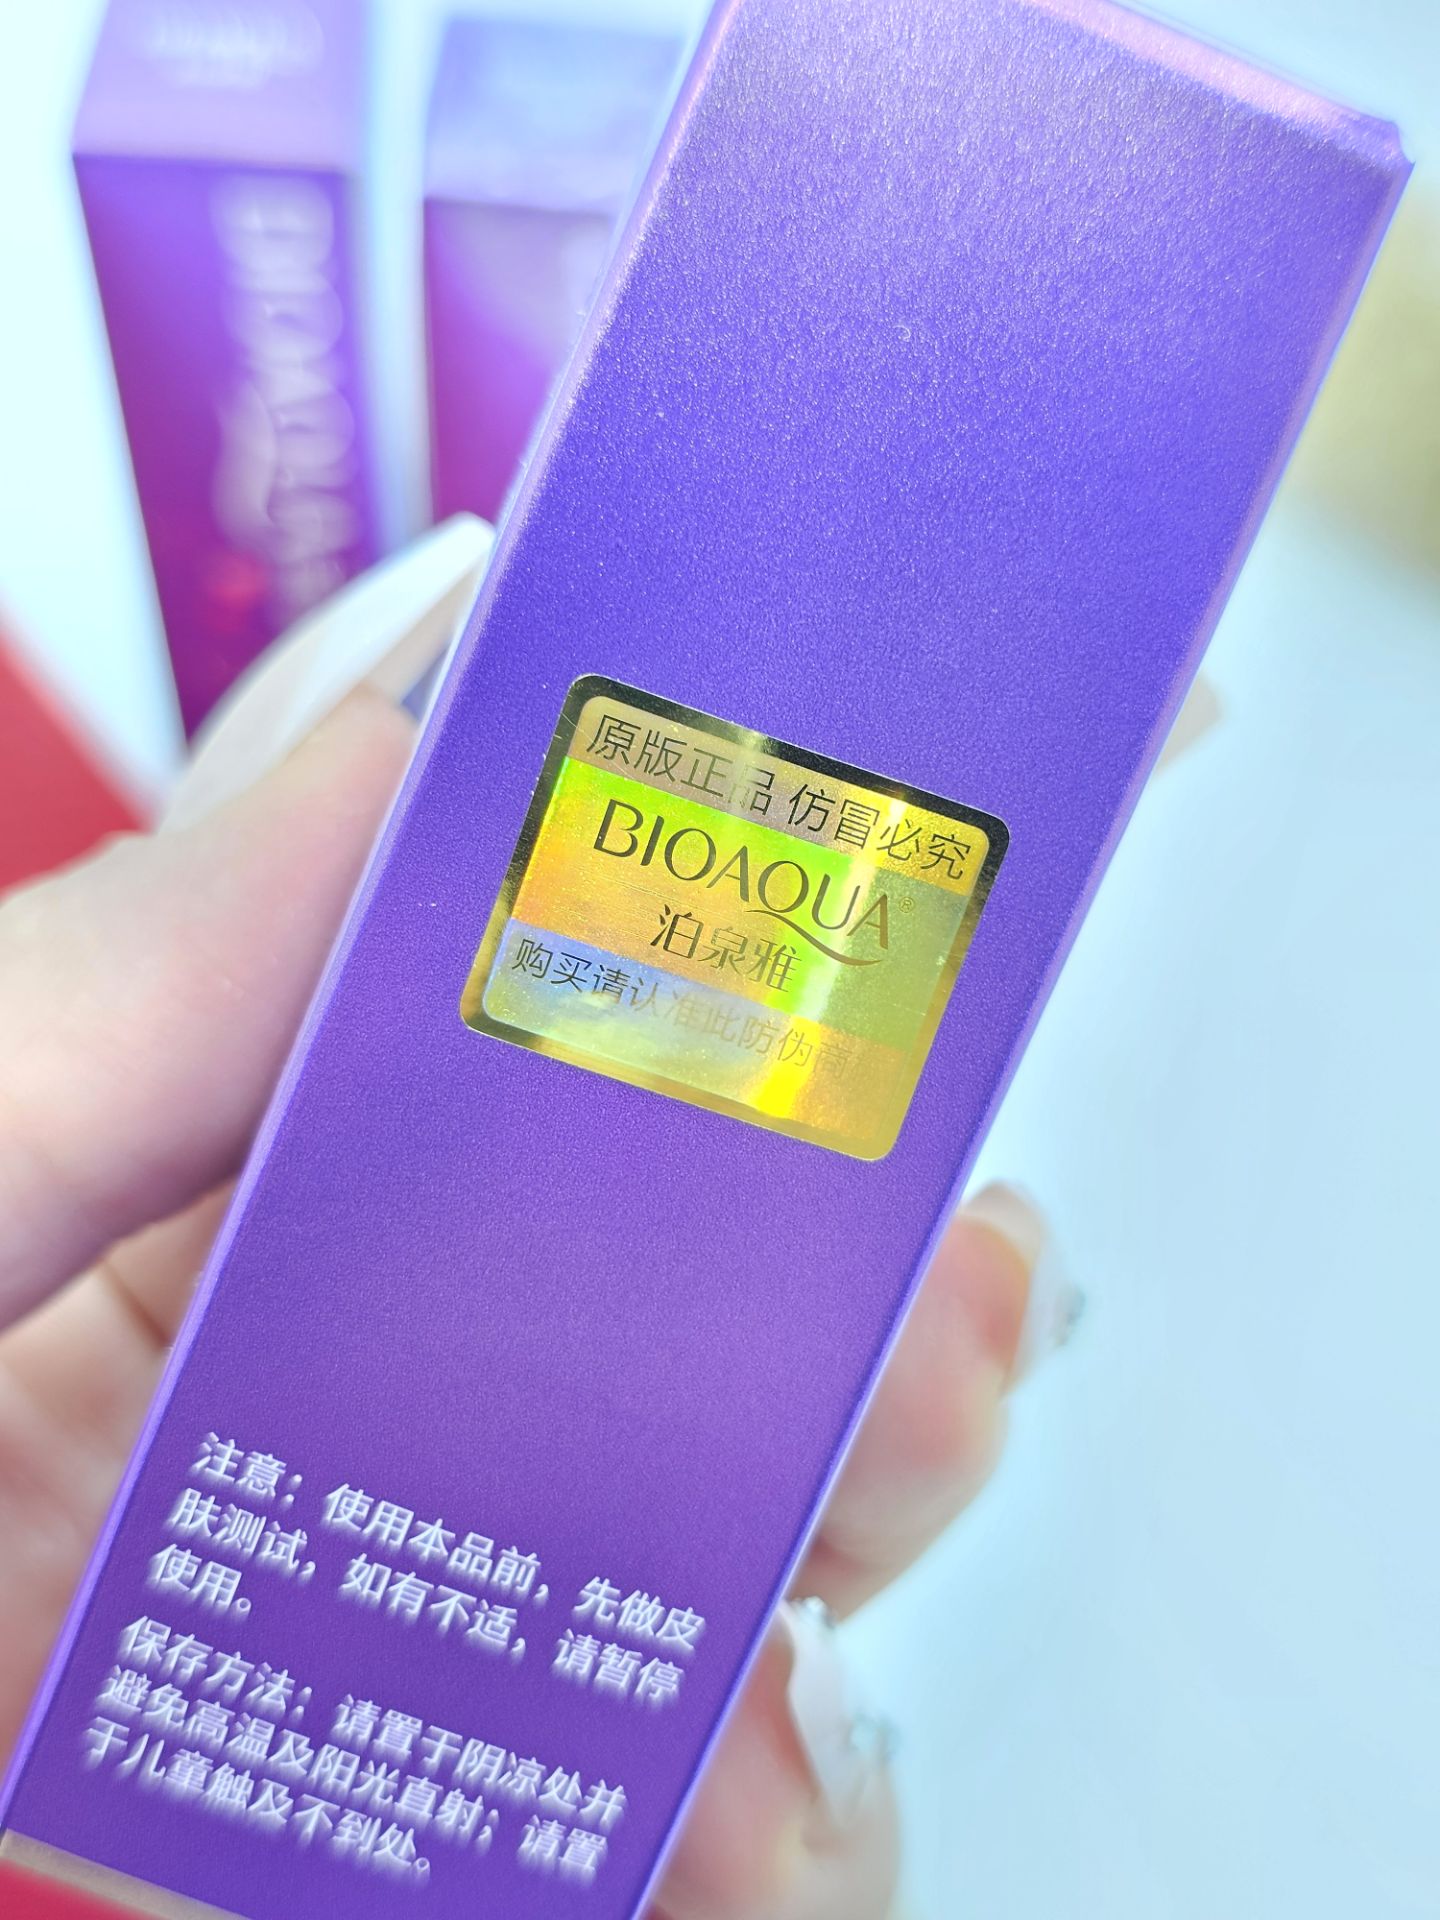 原版正品 仿冒必究
BIOAQUA®
泊泉雅
购买请认准此防伪商
注意：使用本品前，先做皮
肤测试，如有不适，请暂停
使用。
保存方法：请置于阴凉处并
避免高温及阳光直射；请置
于儿童触及不到处。